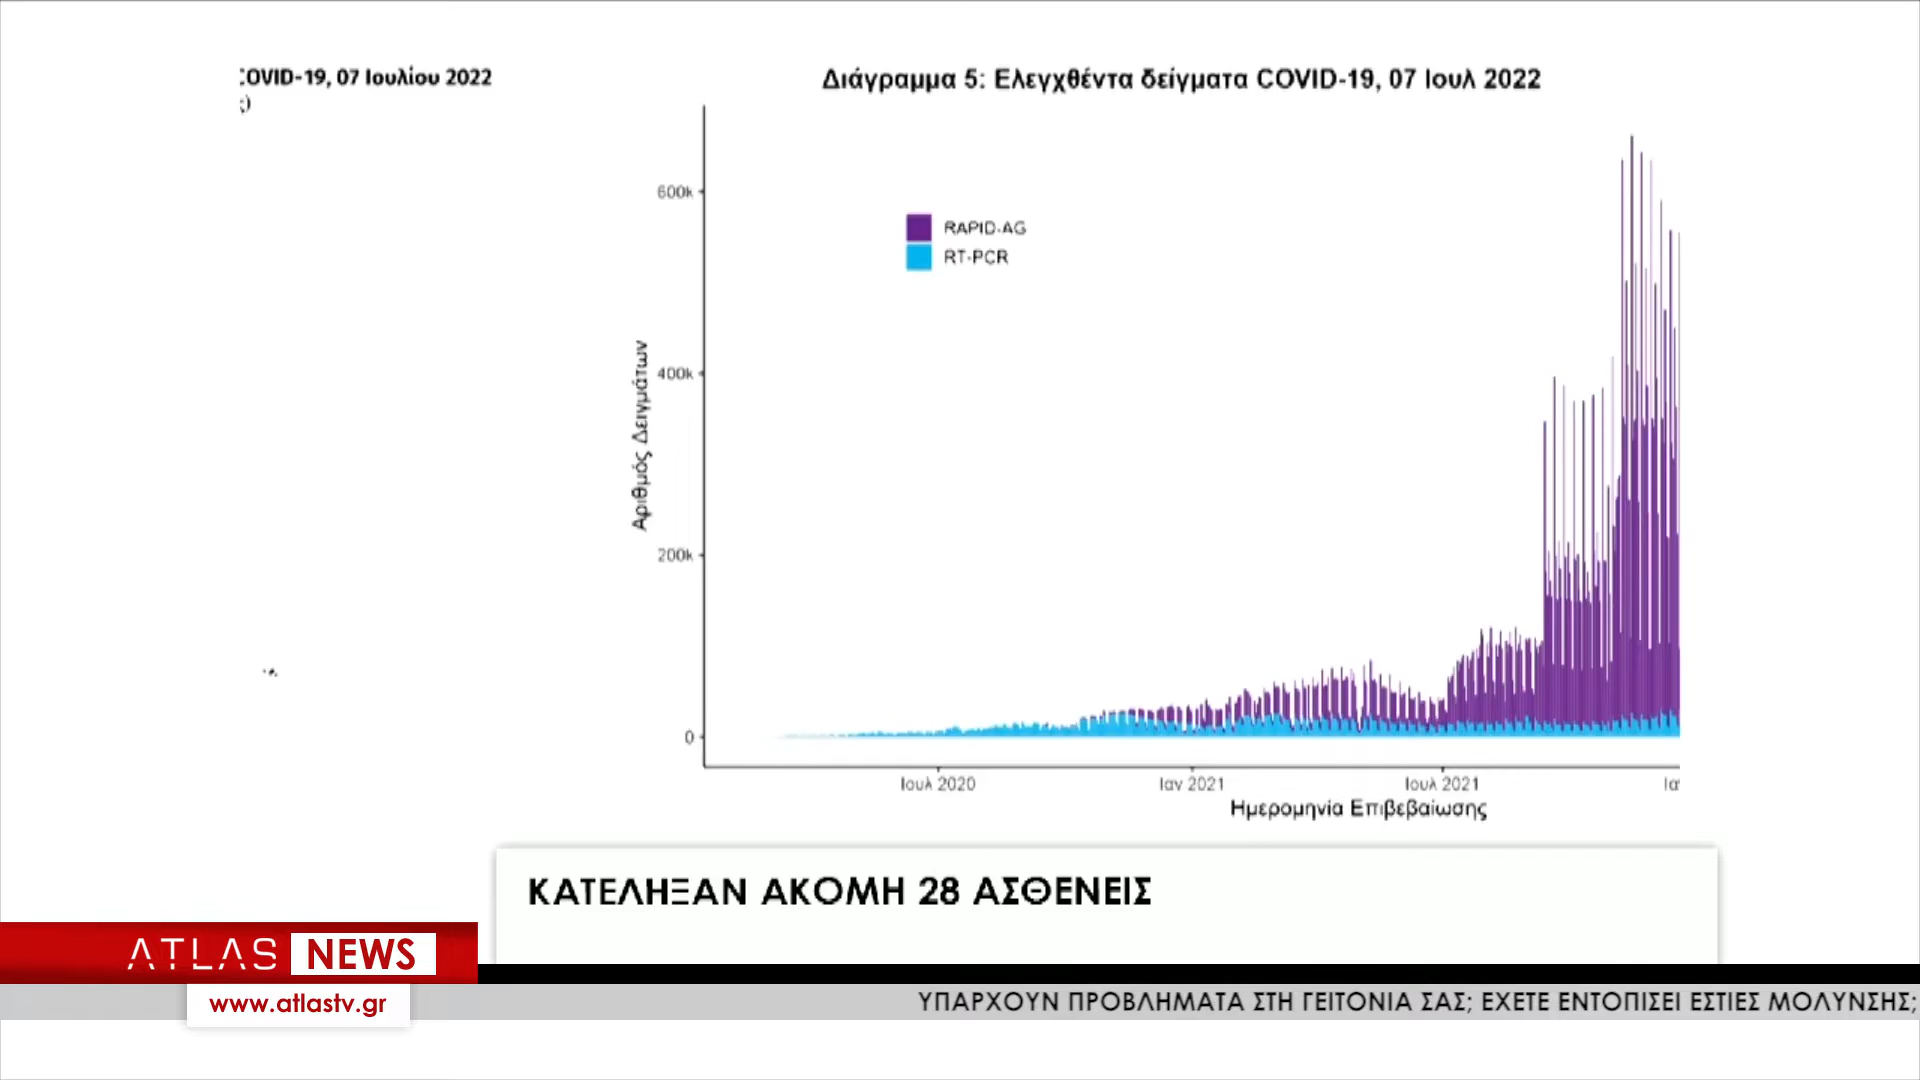 COVID-19, 07 Ιουλίου 2022
Διάγραμμα 5: Ελεγχθέντα δείγματα COVID-19, 07 Ιουλ 2022
600k
400k
200k
0
Αριθμός Δειγμάτων
RAPID-AG
RT-PCR
Ιουλ 2020
Ιαν 2021
Ιουλ 2021
Ημερομηνία Επιβεβαίωσης
ΚΑΤΕΛΗΞΑΝ ΑΚΟΜΗ 28 ΑΣΘΕΝΕΙΣ
ATLAS NEWS
www.atlastv.gr
ΥΠΑΡΧΟΥΝ ΠΡΟΒΛΗΜΑΤΑ ΣΤΗ ΓΕΙΤΟΝΙΑ ΣΑΣ; ΕΧΕΤΕ ΕΝΤΟΠΙΣΕΙ ΕΣΤΙΕΣ ΜΟΛΥΝΣΗΣ;